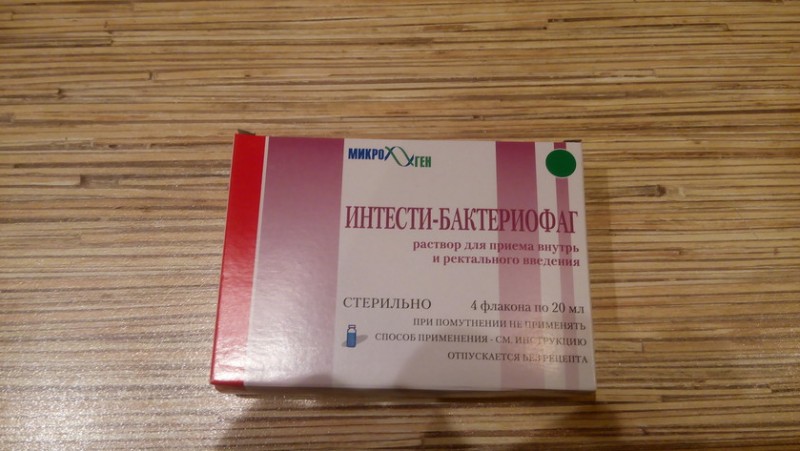 МИКРОГЕН
ИНТЕСТИ-БАКТЕРИОФАГ
раствор для приема внутрь
и ректального введения
СТЕРИЛЬНО 4 флакона по 20 мл
ПРИ ПОМУТНЕНИИ НЕ ПРИМЕНЯТЬ
СПОСОБ ПРИМЕНЕНИЯ - СМ. ИНСТРУКЦИЮ
ОТПУСКАЕТСЯ БЕЗ РЕЦЕПТА